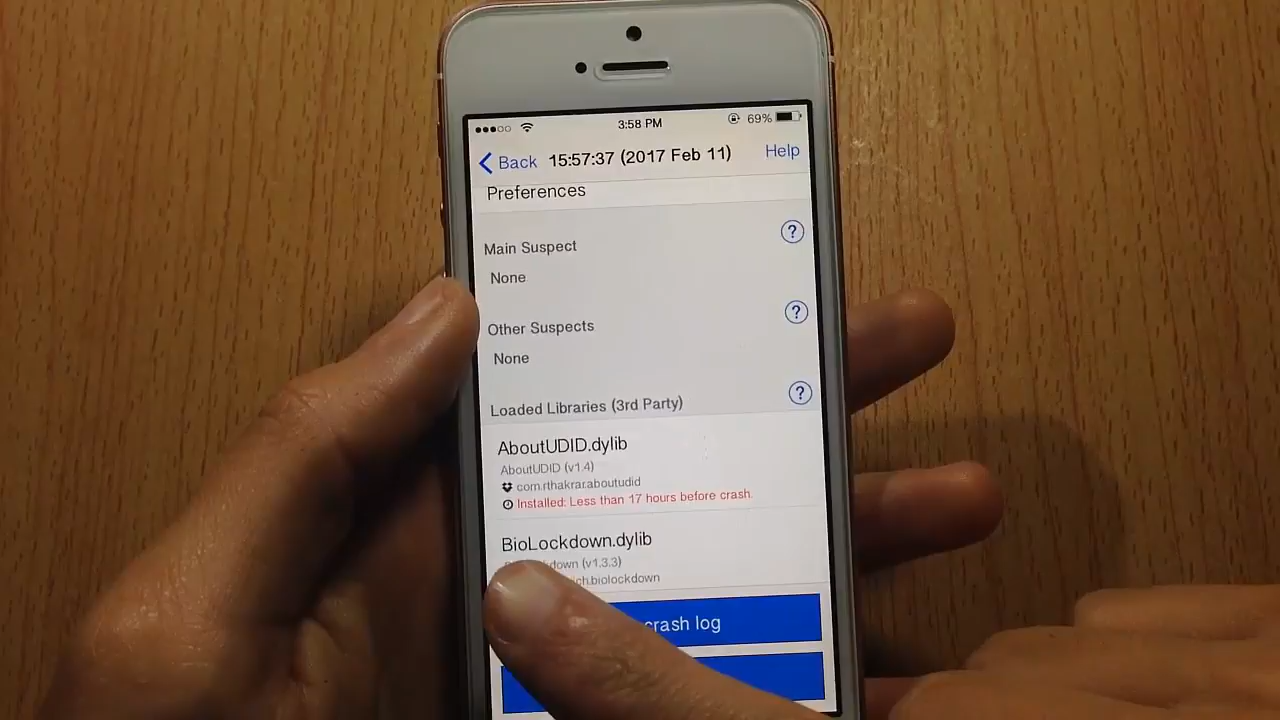 3:58 PM
69%
Back
15:57:37 (2017 Feb 11)
Help
Preferences
Main Suspect
?
None
Other Suspects
?
None
Loaded Libraries (3rd Party)
?
AboutUDID.dylib
AboutUDID (v1.4)
com.rthakrar.aboutudid
Installed: Less than 17 hours before crash.
BioLockdown.dylib
(v1.3.3)
crash log